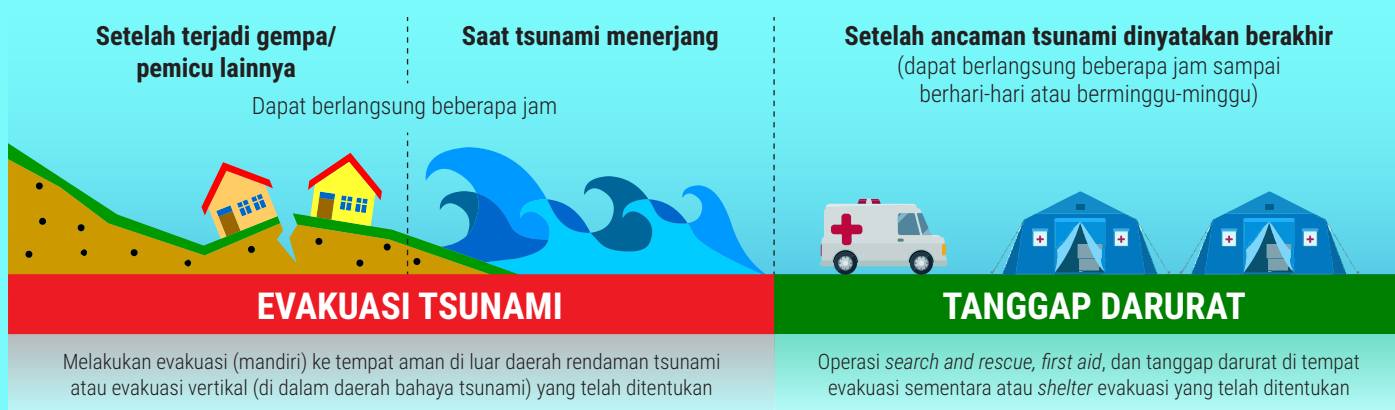 Setelah terjadi gempa/
pemicu lainnya
Saat tsunami menerjang
Dapat berlangsung beberapa jam
Setelah ancaman tsunami dinyatakan berakhir
(dapat berlangsung beberapa jam sampai
berhari-hari atau berminggu-minggu)
EVAKUASI TSUNAMI
Melakukan evakuasi (mandiri) ke tempat aman di luar daerah rendaman tsunami
atau evakuasi vertikal (di dalam daerah bahaya tsunami) yang telah ditentukan
TANGGAP DARURAT
Operasi search and rescue, first aid, dan tanggap darurat di tempat
evakuasi sementara atau shelter evakuasi yang telah ditentukan